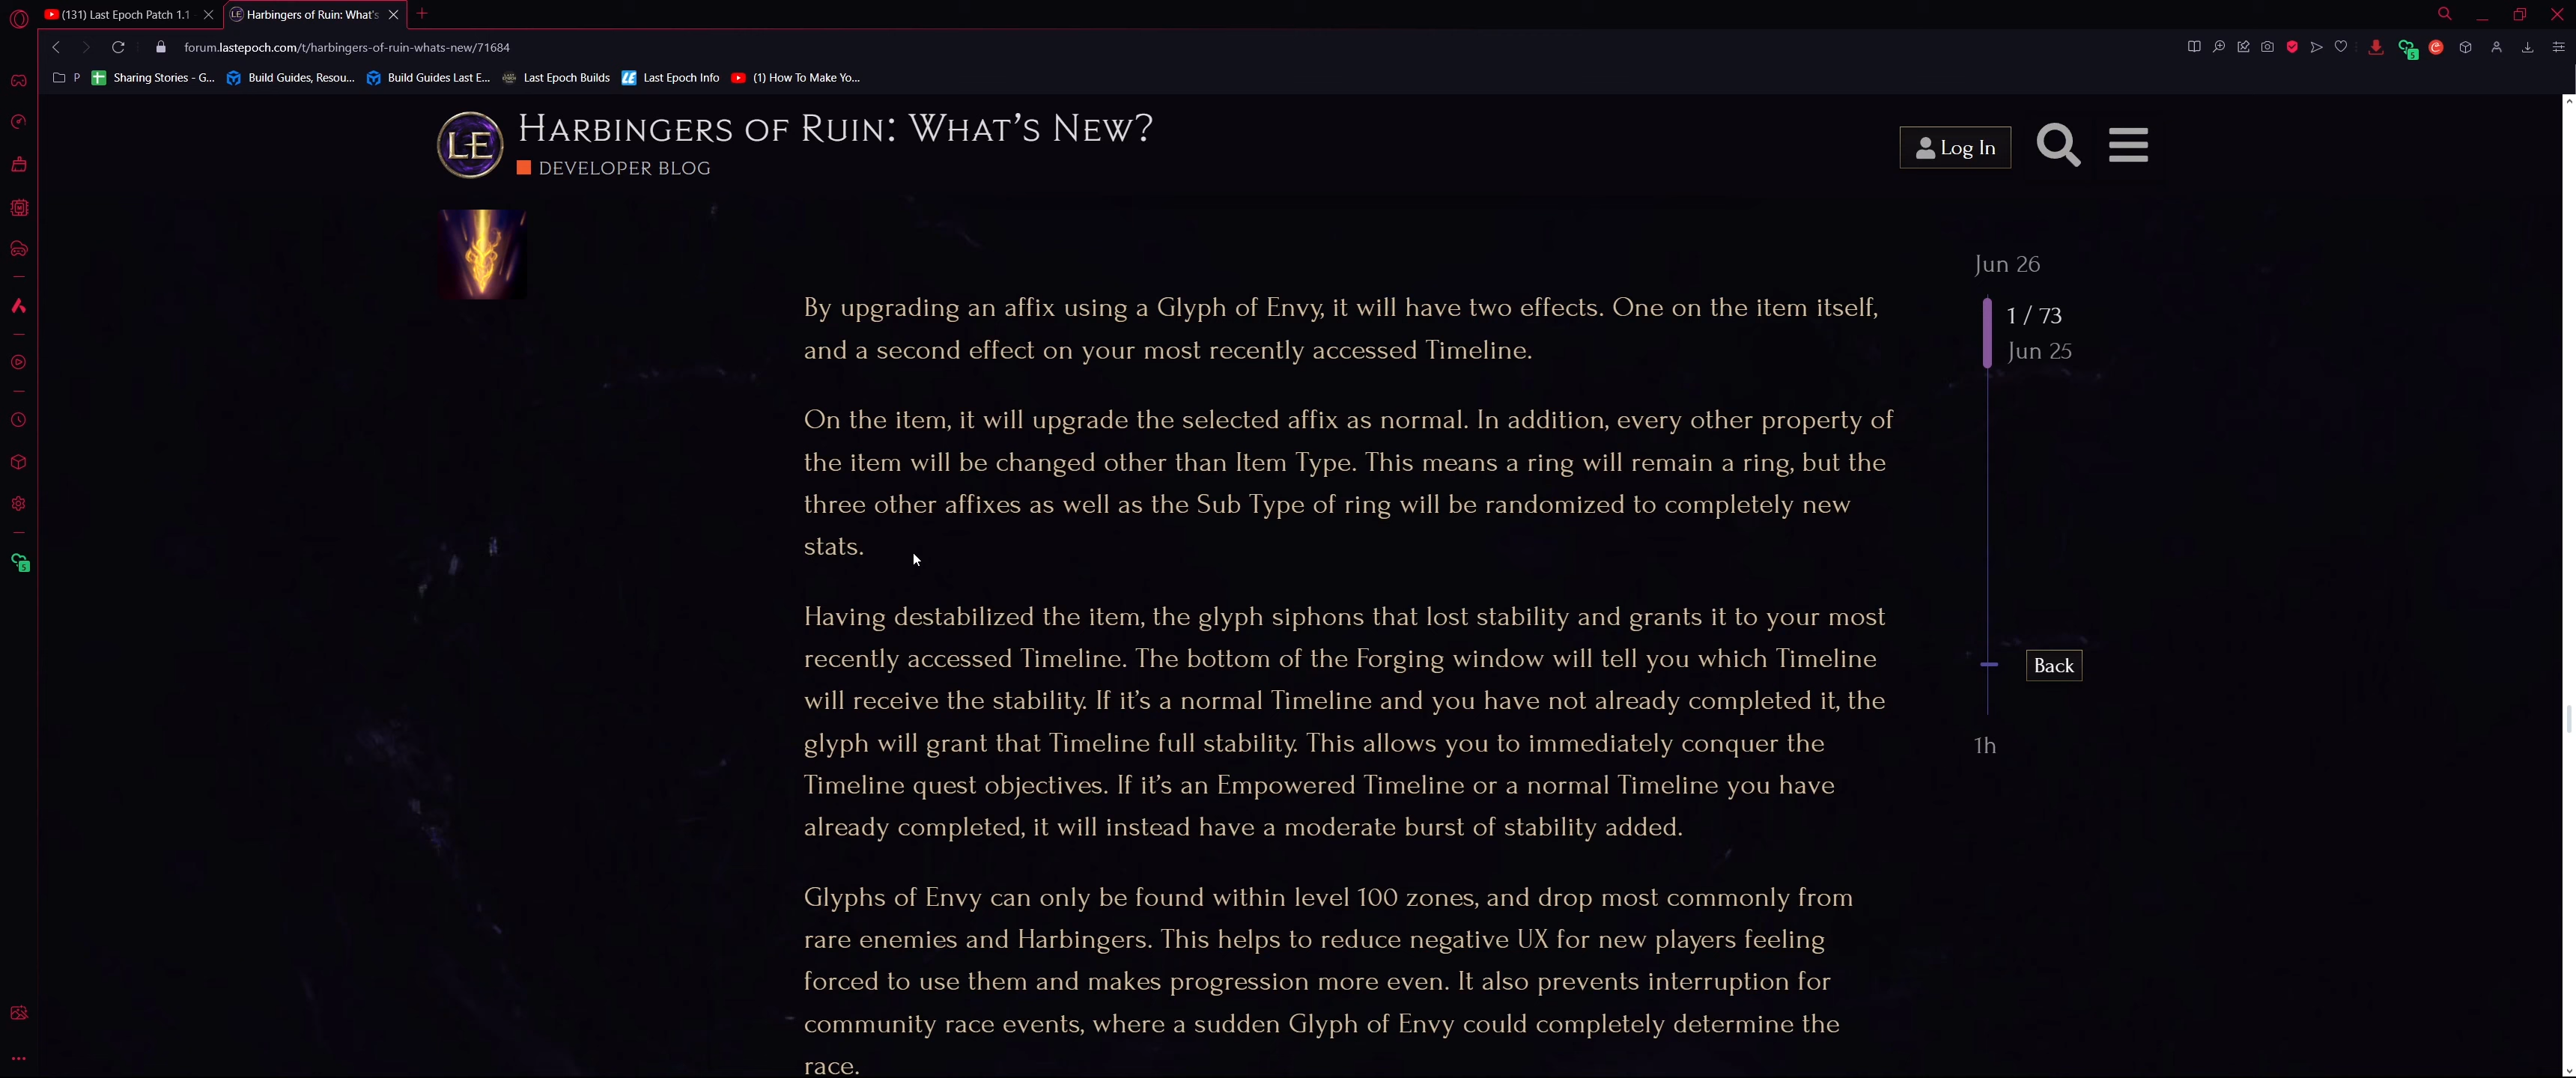 (131) Last Epoch Patch 1.1
Harbingers of Ruin: What's
forum.lastepoch.com/t/harbingers-of-ruin-whats-new/71684
P
Sharing Stories - G...
Build Guides, Resou...
Build Guides Last E...
Last Epoch Builds
Last Epoch Info
(1) How To Make Yo...
LE
HARBINGERS OF RUIN: WHAT'S NEW?
DEVELOPER BLOG
Log In
By upgrading an affix using a Glyph of Envy, it will have two effects. One on the item itself,
and a second effect on your most recently accessed Timeline.
On the item, it will upgrade the selected affix as normal. In addition, every other property of
the item will be changed other than Item Type. This means a ring will remain a ring, but the
three other affixes as well as the Sub Type of ring will be randomized to completely new
stats.
Having destabilized the item, the glyph siphons that lost stability and grants it to your most
recently accessed Timeline. The bottom of the Forging window will tell you which Timeline
will receive the stability. If it's a normal Timeline and you have not already completed it, the
glyph will grant that Timeline full stability. This allows you to immediately conquer the
Timeline quest objectives. If it's an Empowered Timeline or a normal Timeline you have
already completed, it will instead have a moderate burst of stability added.
Glyphs of Envy can only be found within level 100 zones, and drop most commonly from
rare enemies and Harbingers. This helps to reduce negative UX for new players feeling
forced to use them and makes progression more even. It also prevents interruption for
community race events, where a sudden Glyph of Envy could completely determine the
race.
Jun 26
1 / 73
Jun 25
Back
1h
5
5